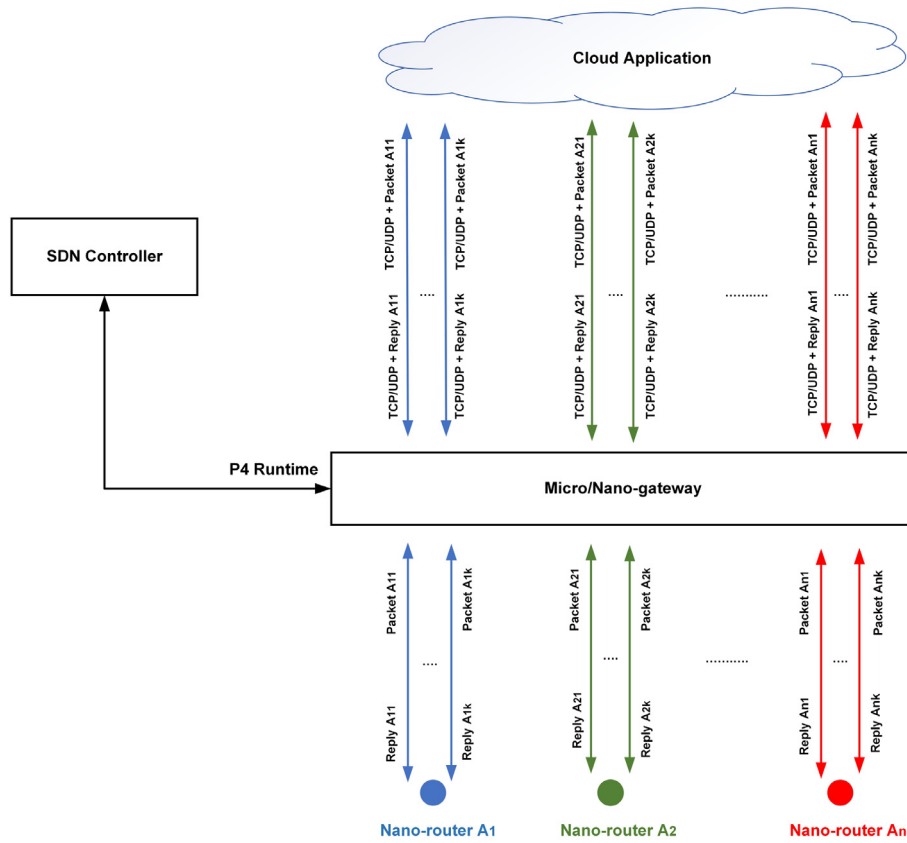 Cloud Application
TCP/UDP + Packet A11
TCP/UDP + Packet A1k
TCP/UDP + Packet A21
TCP/UDP + Packet A2k
TCP/UDP + Packet An1
TCP/UDP + Packet Ank
SDN Controller
....
....
...........
....
TCP/UDP + Reply A11
TCP/UDP + Reply A1k
TCP/UDP + Reply A21
TCP/UDP + Reply A2k
TCP/UDP + Reply An1
TCP/UDP + Reply Ank
P4 Runtime
Micro/Nano-gateway
Packet A11
Packet A1k
Packet A21
Packet A2k
Packet An1
Packet Ank
....
....
...........
....
Reply A11
Reply A1k
Reply A21
Reply A2k
Reply An1
Reply Ank
Nano-router A1
Nano-router A2
Nano-router An